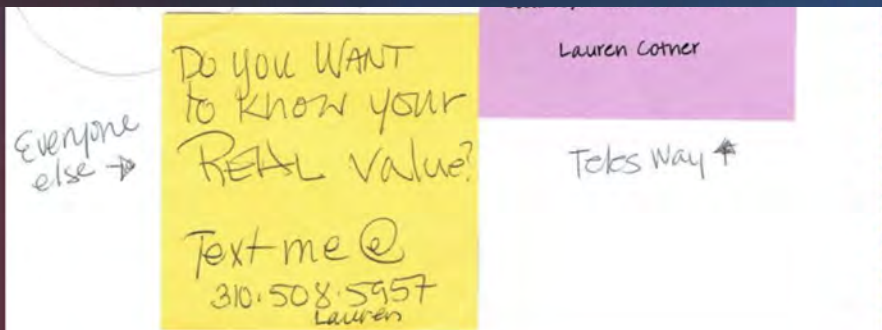 Everyone
else →
DO YOU WANT
to know your
REAL value?
Text me @
310.508.5957
Lauren
Lauren Cotner
Teles Way ↑